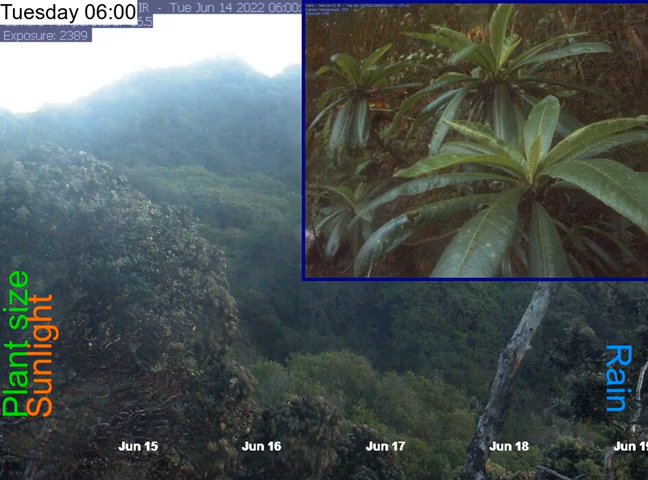 Tuesday 06:00
IR - Tue Jun 14 2022 06:00:
Exposure: 2389
Plant size
Sunlight
Rain
Jun 15
Jun 16
Jun 17
Jun 18
Jun 19